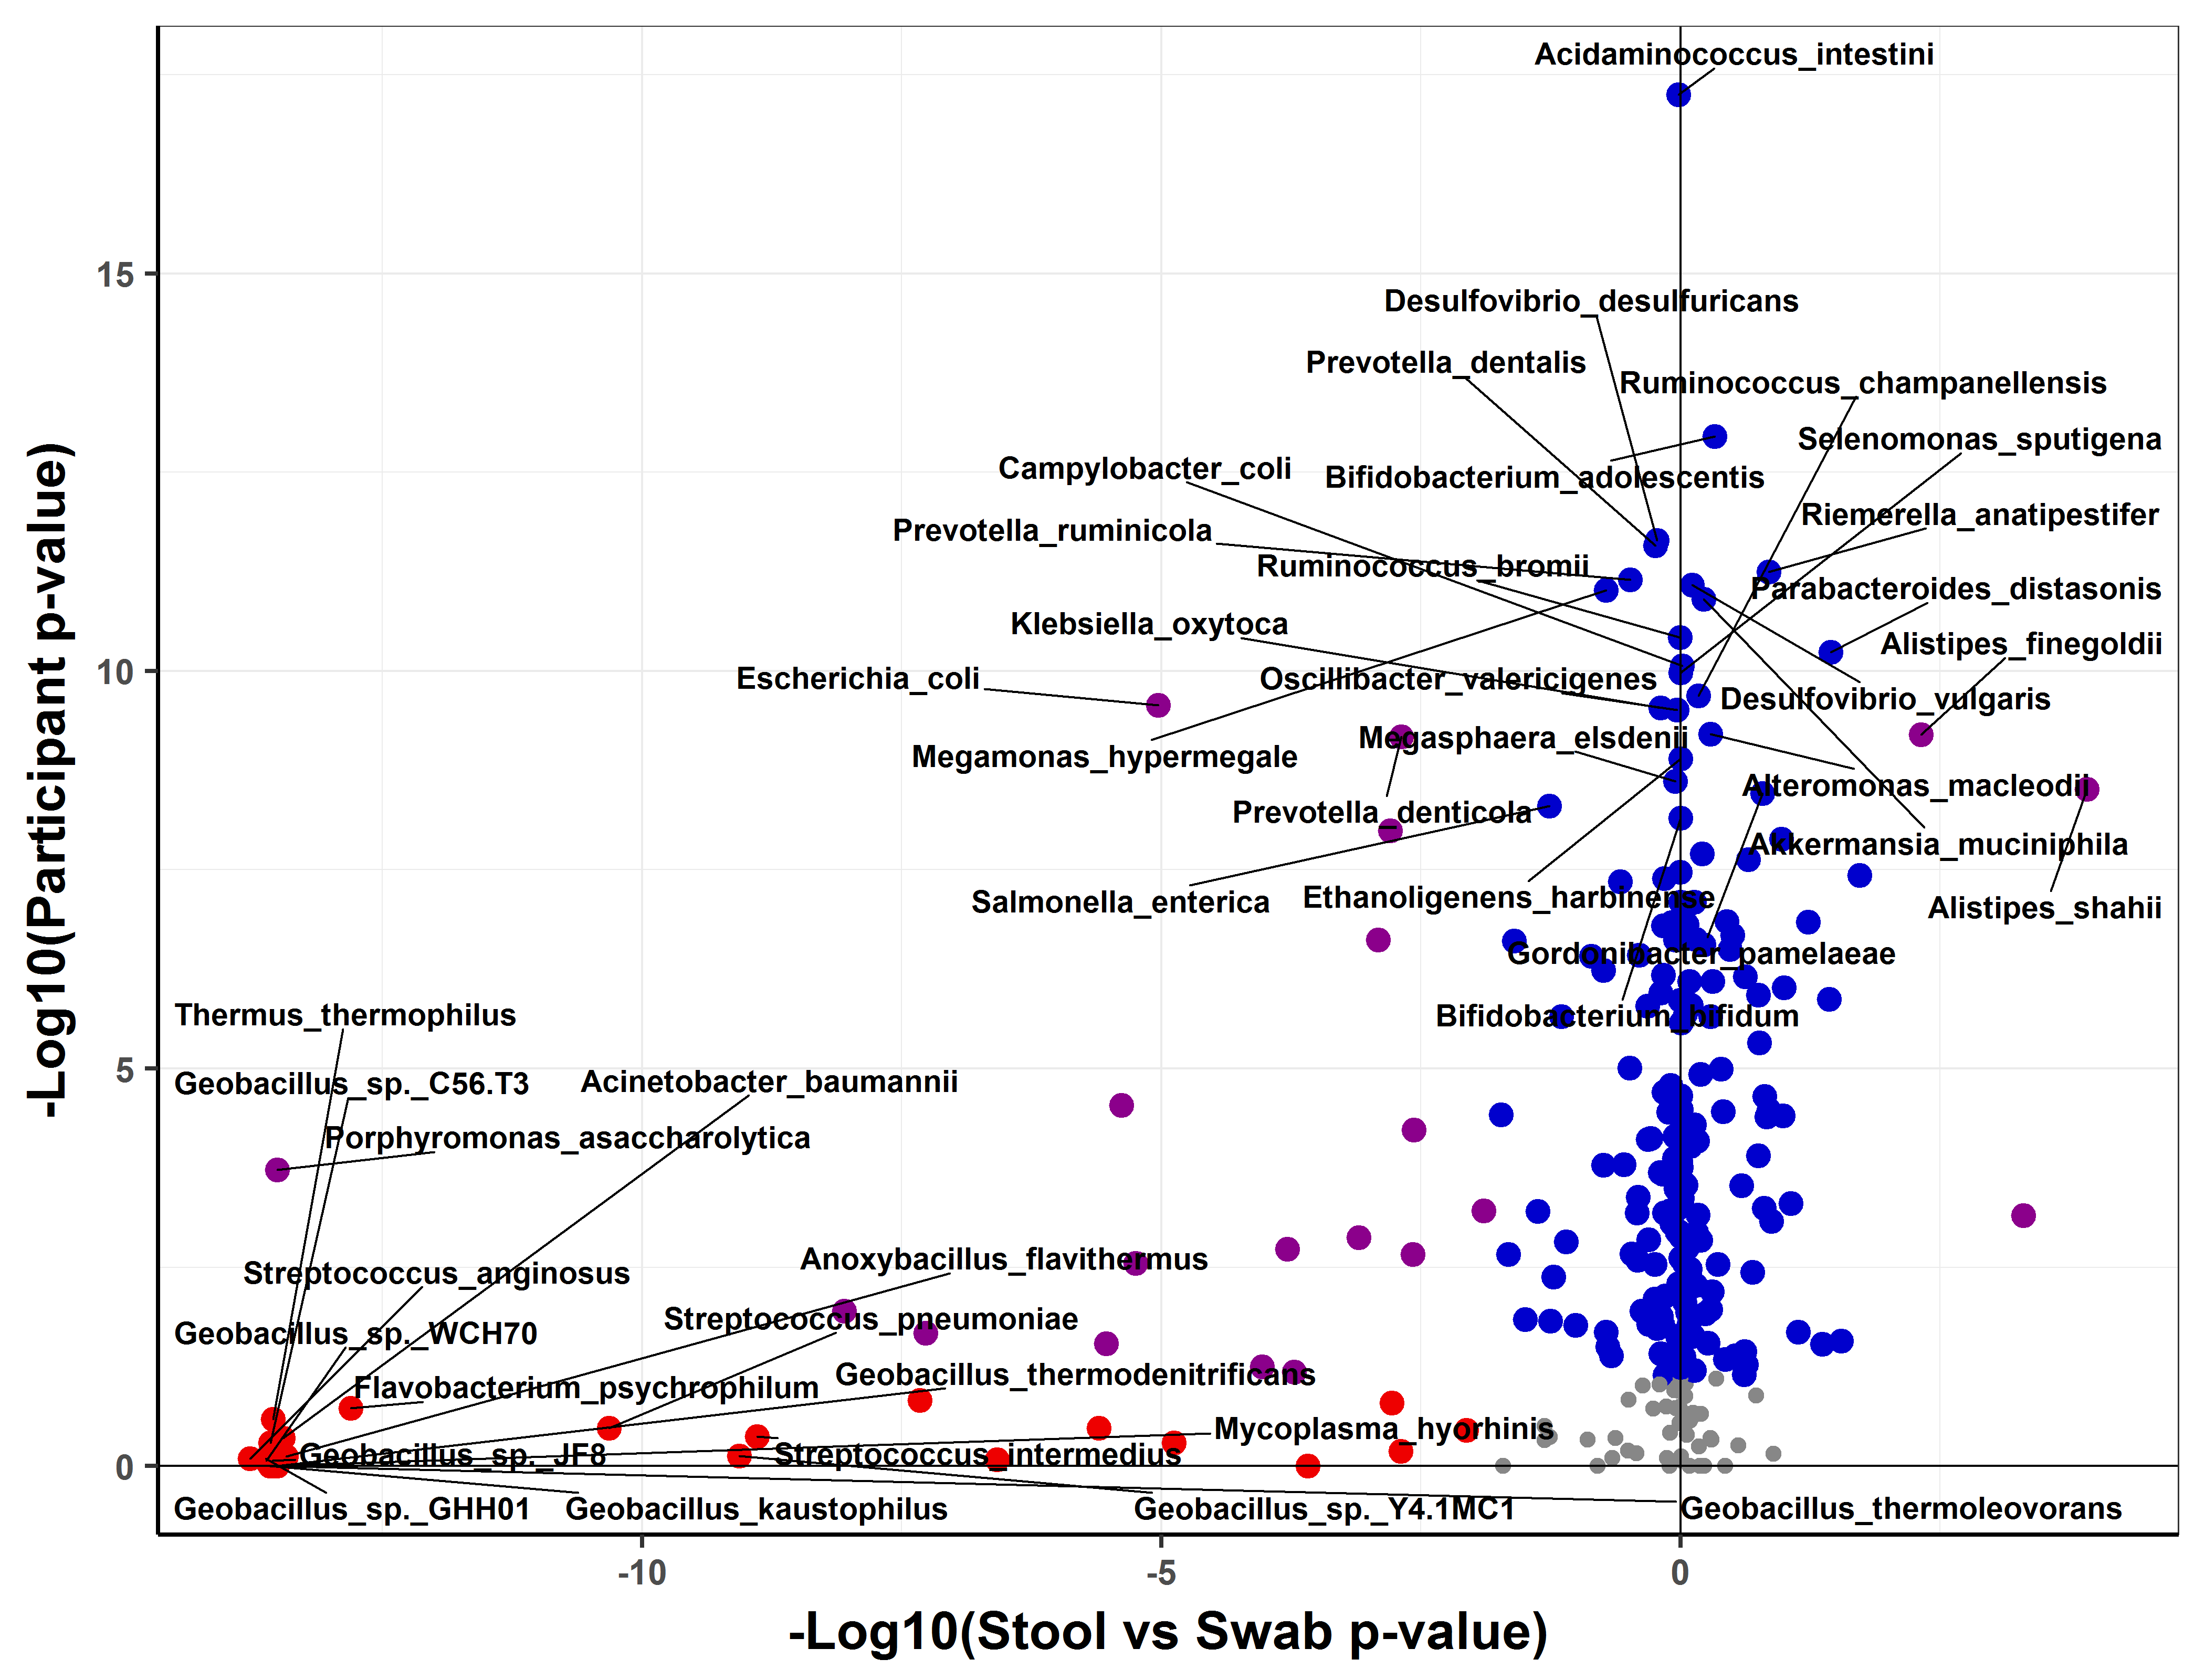 Acidaminococcus_intestini
15
Desulfovibrio_desulfuricans
Prevotella_dentalis
Ruminococcus_champanellensis
Selenomonas_sputigena
Campylobacter_coli
Bifidobacterium_adolescentis
Riemerella_anatipestifer
Prevotella_ruminicola
Ruminococcus_bromii
Parabacteroides_distasonis
Klebsiella_oxytoca
Alistipes_finegoldii
10
Escherichia_coli
Oscillibacter_valericigenes
Desulfovibrio_vulgaris
Megasphaera_elsdenii
Megamonas_hypermegale
Alteromonas_macleodii
Prevotella_denticola
Akkermansia_muciniphila
Ethanoligenens_harbinense
Salmonella_enterica
Alistipes_shahii
Gordonibacter_pamelaeae
Thermus_thermophilus
Bifidobacterium_bifidum
5
Geobacillus_sp._C56.T3
Acinetobacter_baumannii
Porphyromonas_asaccharolytica
Anoxybacillus_flavithermus
Streptococcus_anginosus
Streptococcus_pneumoniae
Geobacillus_sp._WCH70
Geobacillus_thermodenitrificans
Flavobacterium_psychrophilum
Mycoplasma_hyorhinis
Geobacillus_sp._JF8
Streptococcus_intermedius
0
Geobacillus_sp._GHH01
Geobacillus_kaustophilus
Geobacillus_sp._Y4.1MC1
Geobacillus_thermoleovorans
-10
-5
0
-Log10(Stool vs Swab p-value)
-Log10(Participant p-value)